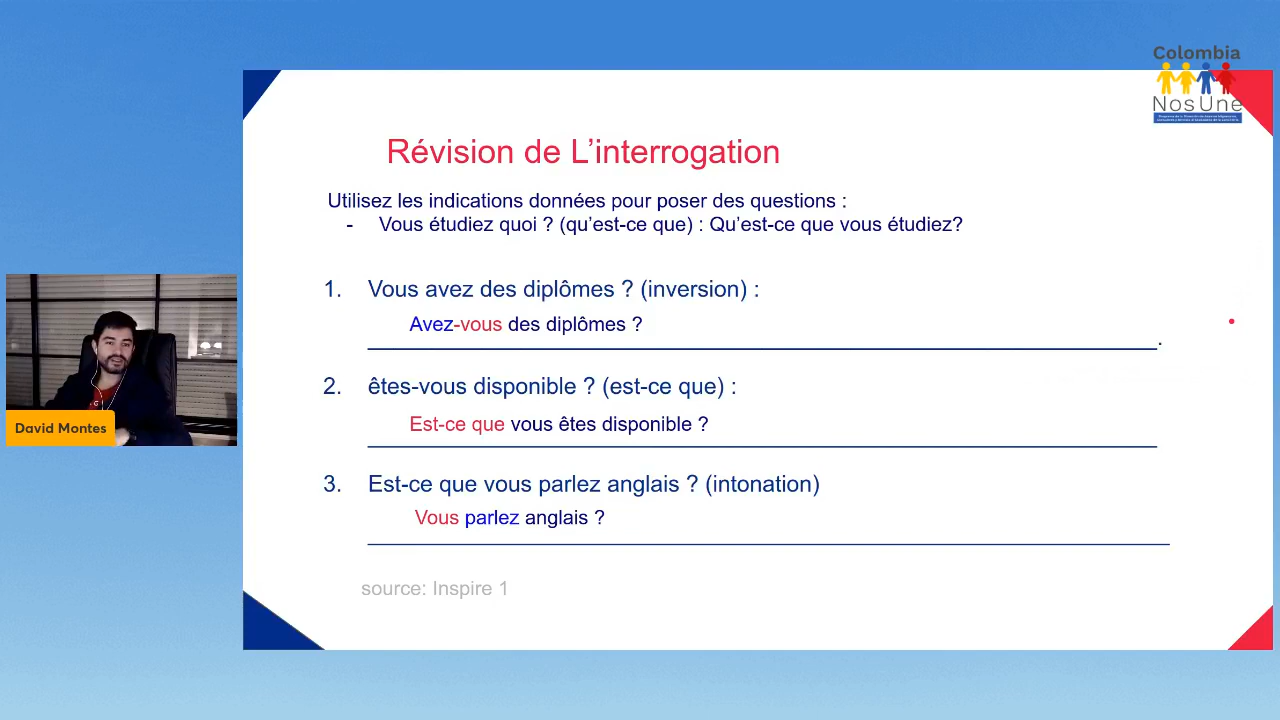 Colombia
NosUne
Révision de L'interrogation
Utilisez les indications données pour poser des questions :
- Vous étudiez quoi ? (qu'est-ce que) : Qu'est-ce que vous étudiez?
1. Vous avez des diplômes ? (inversion) :
Avez-vous des diplômes ?
.
2. êtes-vous disponible ? (est-ce que) :
Est-ce que vous êtes disponible ?
3. Est-ce que vous parlez anglais ? (intonation)
Vous parlez anglais ?
source: Inspire 1
David Montes